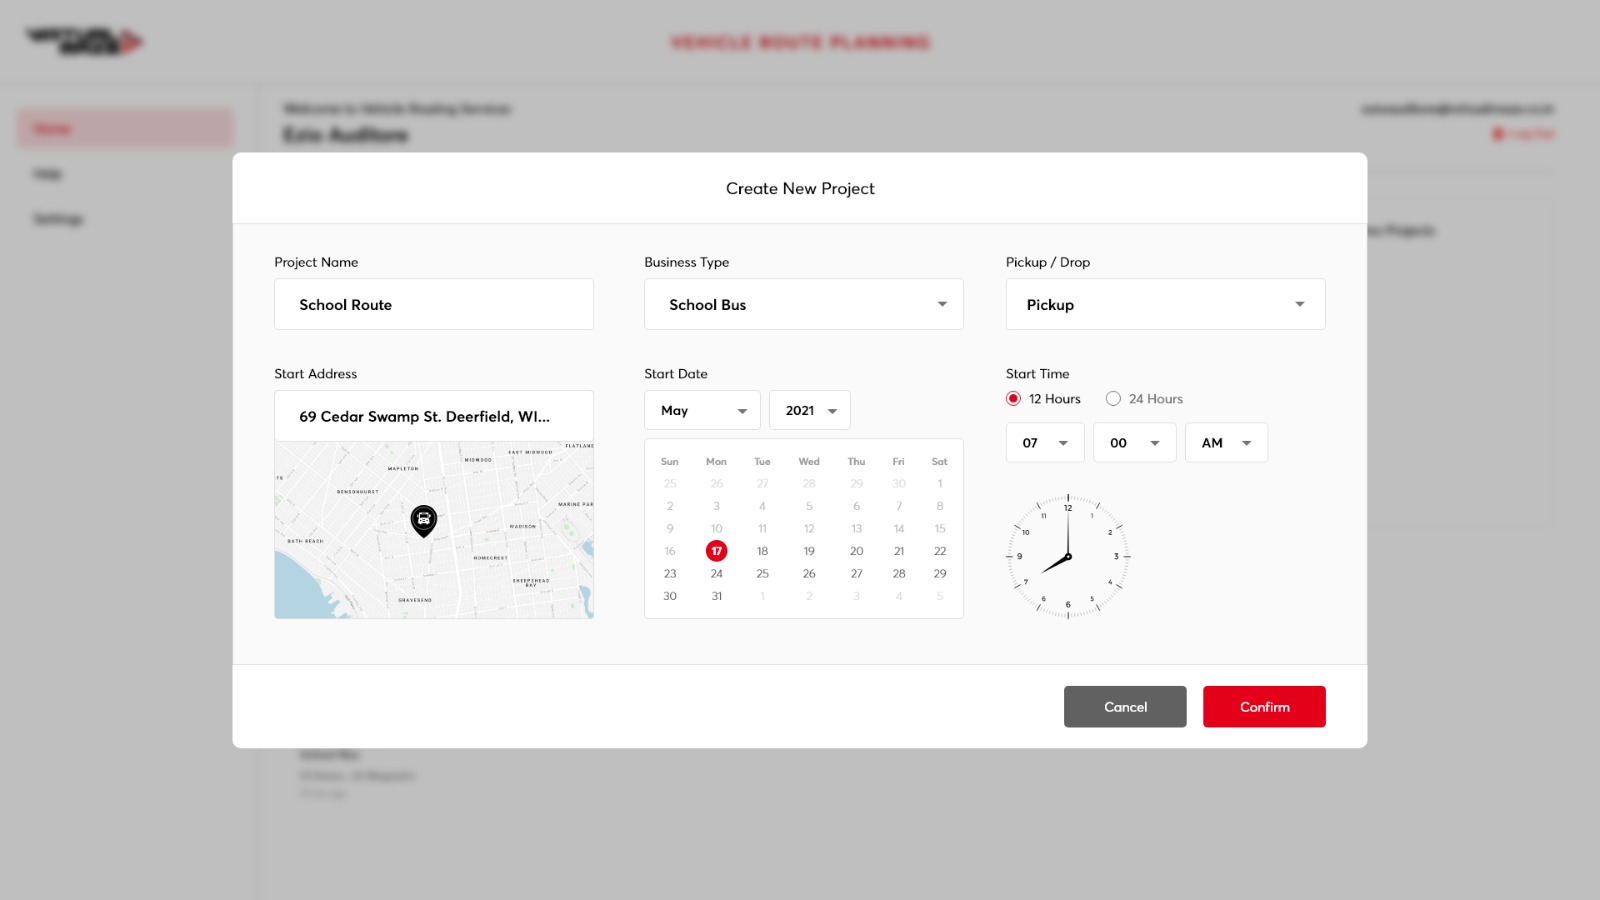 VEHICLE ROUTE PLANNING
Welcome to Vehicle Routing Services
Ezio Auditore
Log Out
Home
Help
Settings
Create New Project
Project Name
School Route
Business Type
School Bus
Pickup / Drop
Pickup
Start Address
69 Cedar Swamp St. Deerfield, WI...
FLATLANE
EAST MIDWOOD
MIDWOOD
MAPLETON
BENSONHURST
MARINE PAR
MADISON
BATH BEACH
HOMECREST
SHEEPSHEAD
BAY
GRAVESEND
Start Date
May
2021
Sun Mon Tue Wed Thu Fri Sat
25 26 27 28 29 30 1
2 3 4 5 6 7 8
9 10 11 12 13 14 15
16 17 18 19 20 21 22
23 24 25 26 27 28 29
30 31 1 2 3 4 5
Start Time
12 Hours
24 Hours
07
00
AM
12
11 1
10 2
9 3
7 4
6 5
6
Cancel
Confirm
School Bus